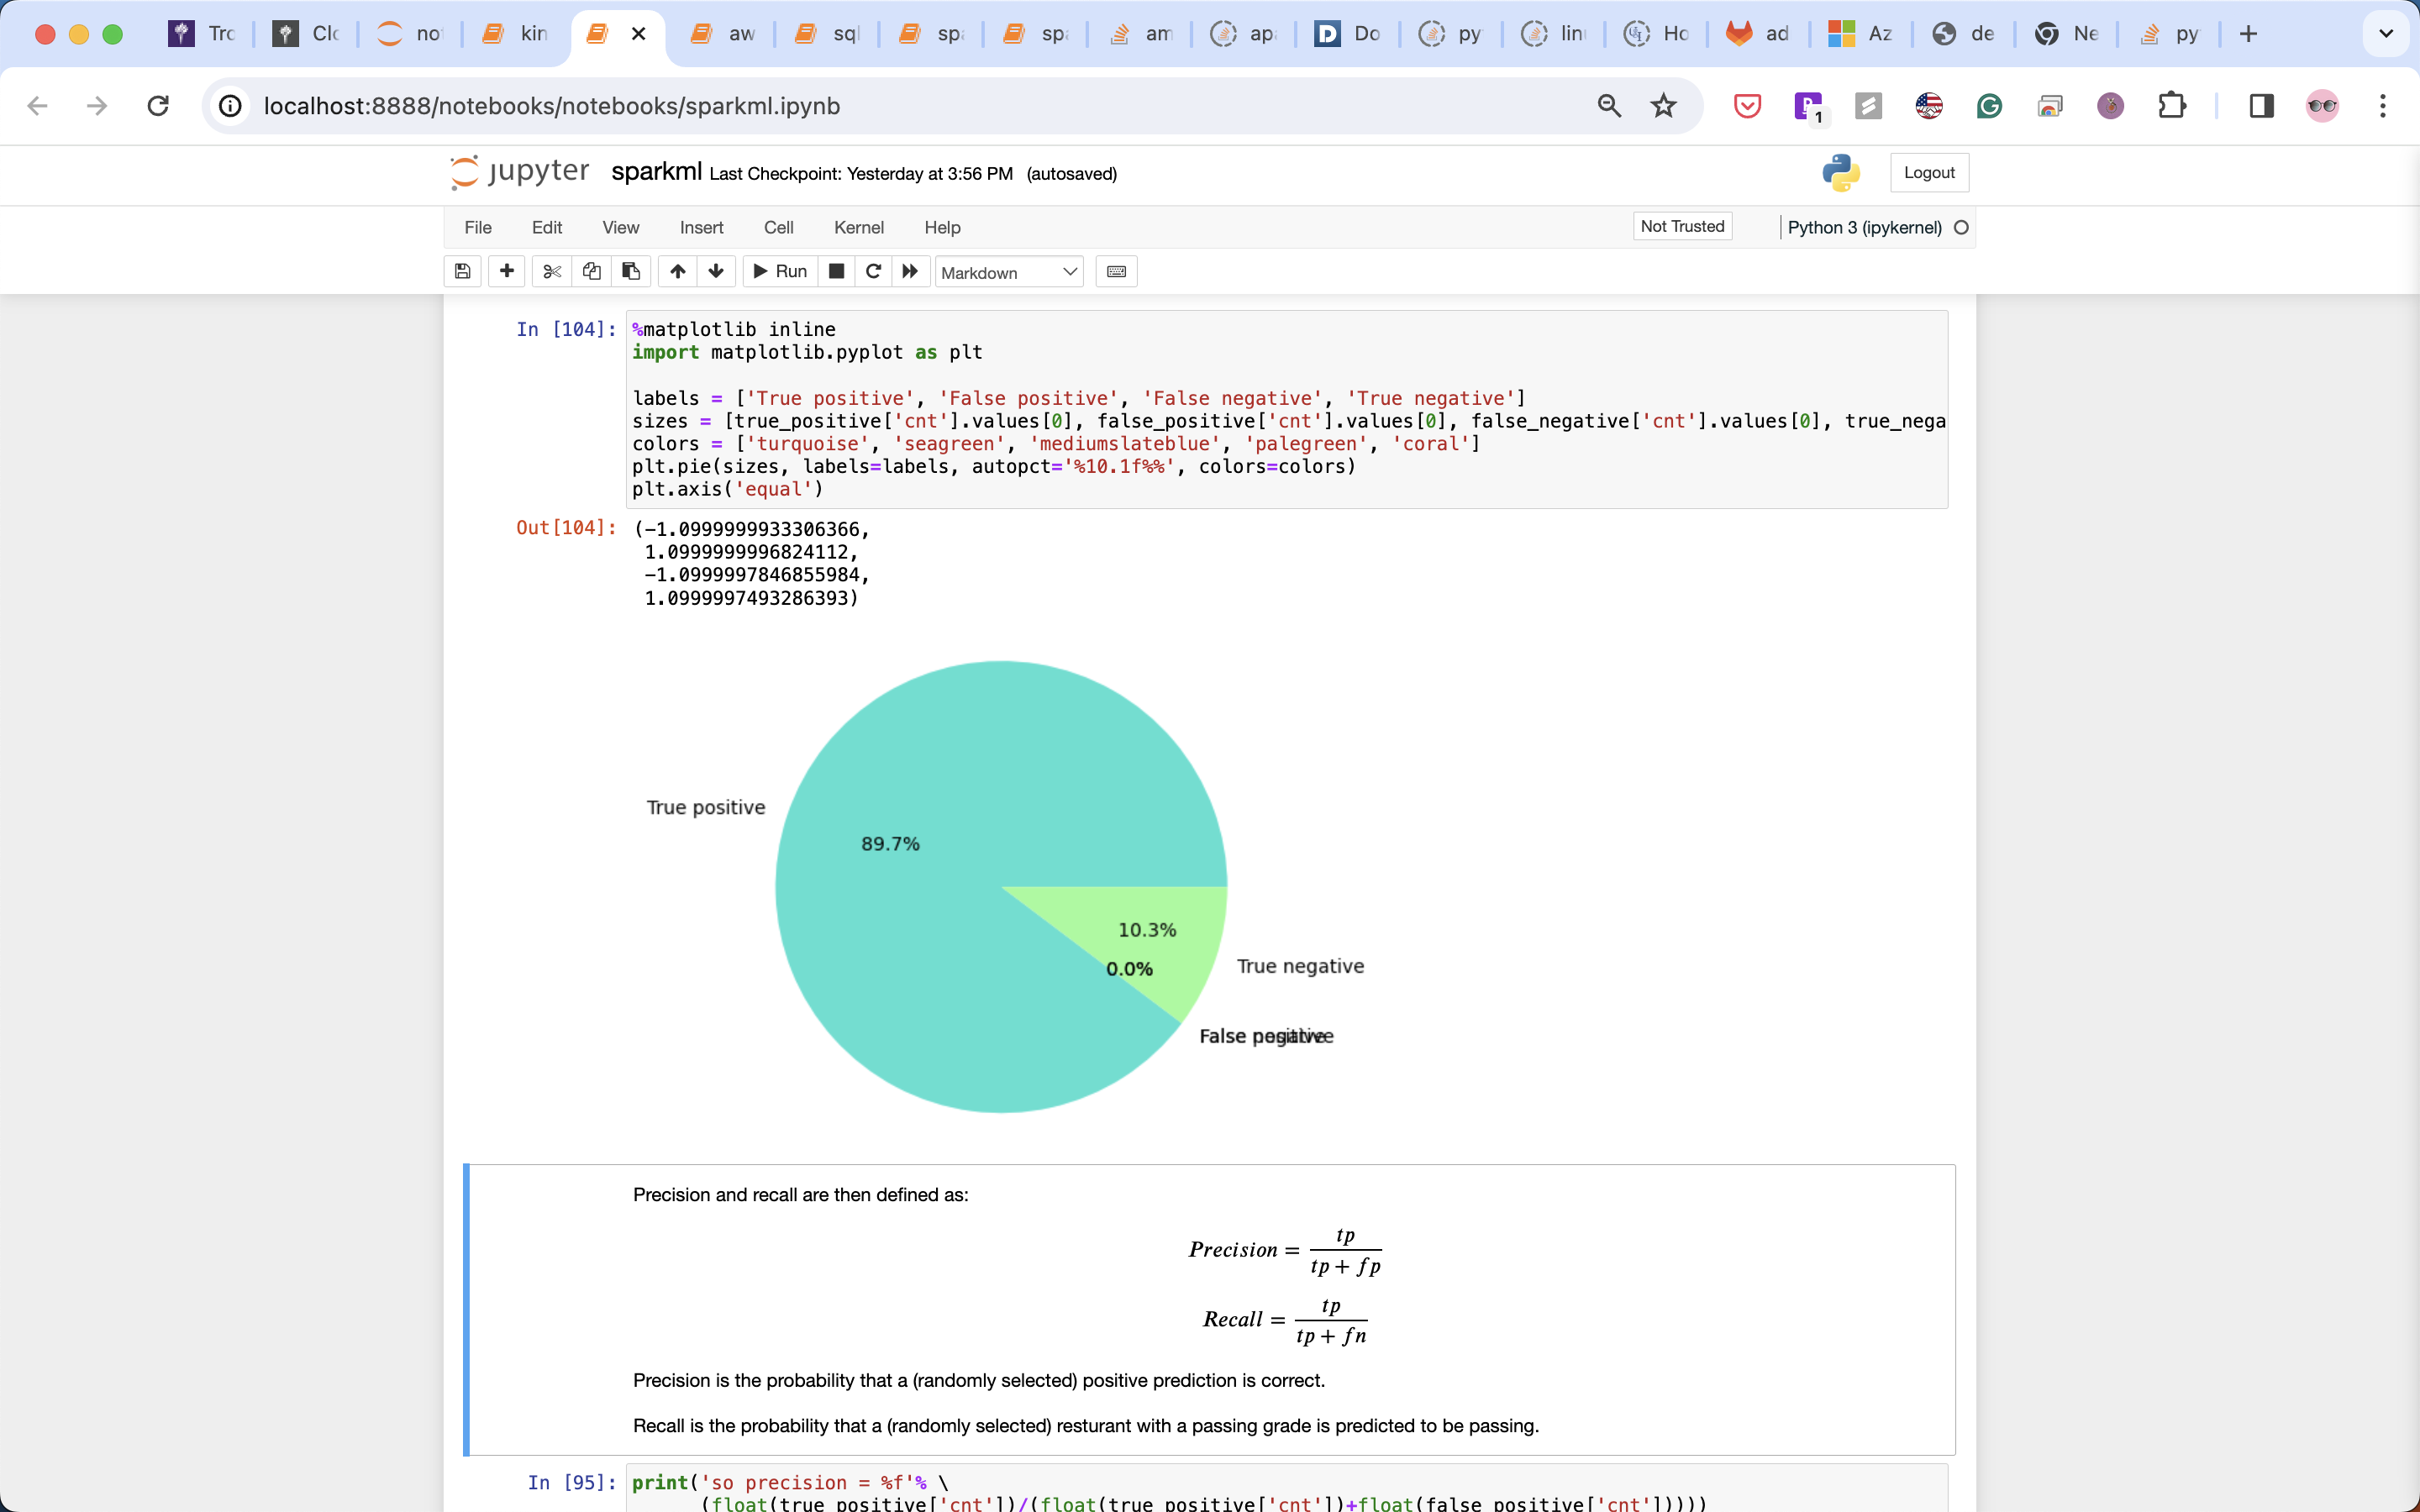 Trc
Clc
no
kin
aw
sql
spa
spa
am
ap
Do
py
lin
Ho
ad
Az
de
Ne
py
localhost:8888/notebooks/notebooks/sparkml.ipynb
1
jupyter sparkml Last Checkpoint: Yesterday at 3:56 PM (autosaved)
Logout
File Edit View Insert Cell Kernel Help
Not Trusted
Python 3 (ipykernel)
Run
Markdown
In [104]:
%matplotlib inline
import matplotlib.pyplot as plt
labels = ['True positive', 'False positive', 'False negative', 'True negative']
sizes = [true_positive['cnt'].values[0], false_positive['cnt'].values[0], false_negative['cnt'].values[0], true_nega
colors = ['turquoise', 'seagreen', 'mediumslateblue', 'palegreen', 'coral']
plt.pie(sizes, labels=labels, autopct='%10.1f%%', colors=colors)
plt.axis('equal')
Out[104]:
(-1.0999999933306366,
1.0999999996824112,
-1.0999997846855984,
1.0999997493286393)
True positive
89.7%
10.3%
True negative
0.0%
False
Precision and recall are then defined as:
Precision = tp / tp + fp
Recall = tp / tp + fn
Precision is the probability that a (randomly selected) positive prediction is correct.
Recall is the probability that a (randomly selected) resturant with a passing grade is predicted to be passing.
In [95]:
print('so precision = %f'% \
(float(true_positive['cnt'])/(float(true_positive['cnt'])+float(false_positive['cnt']))))